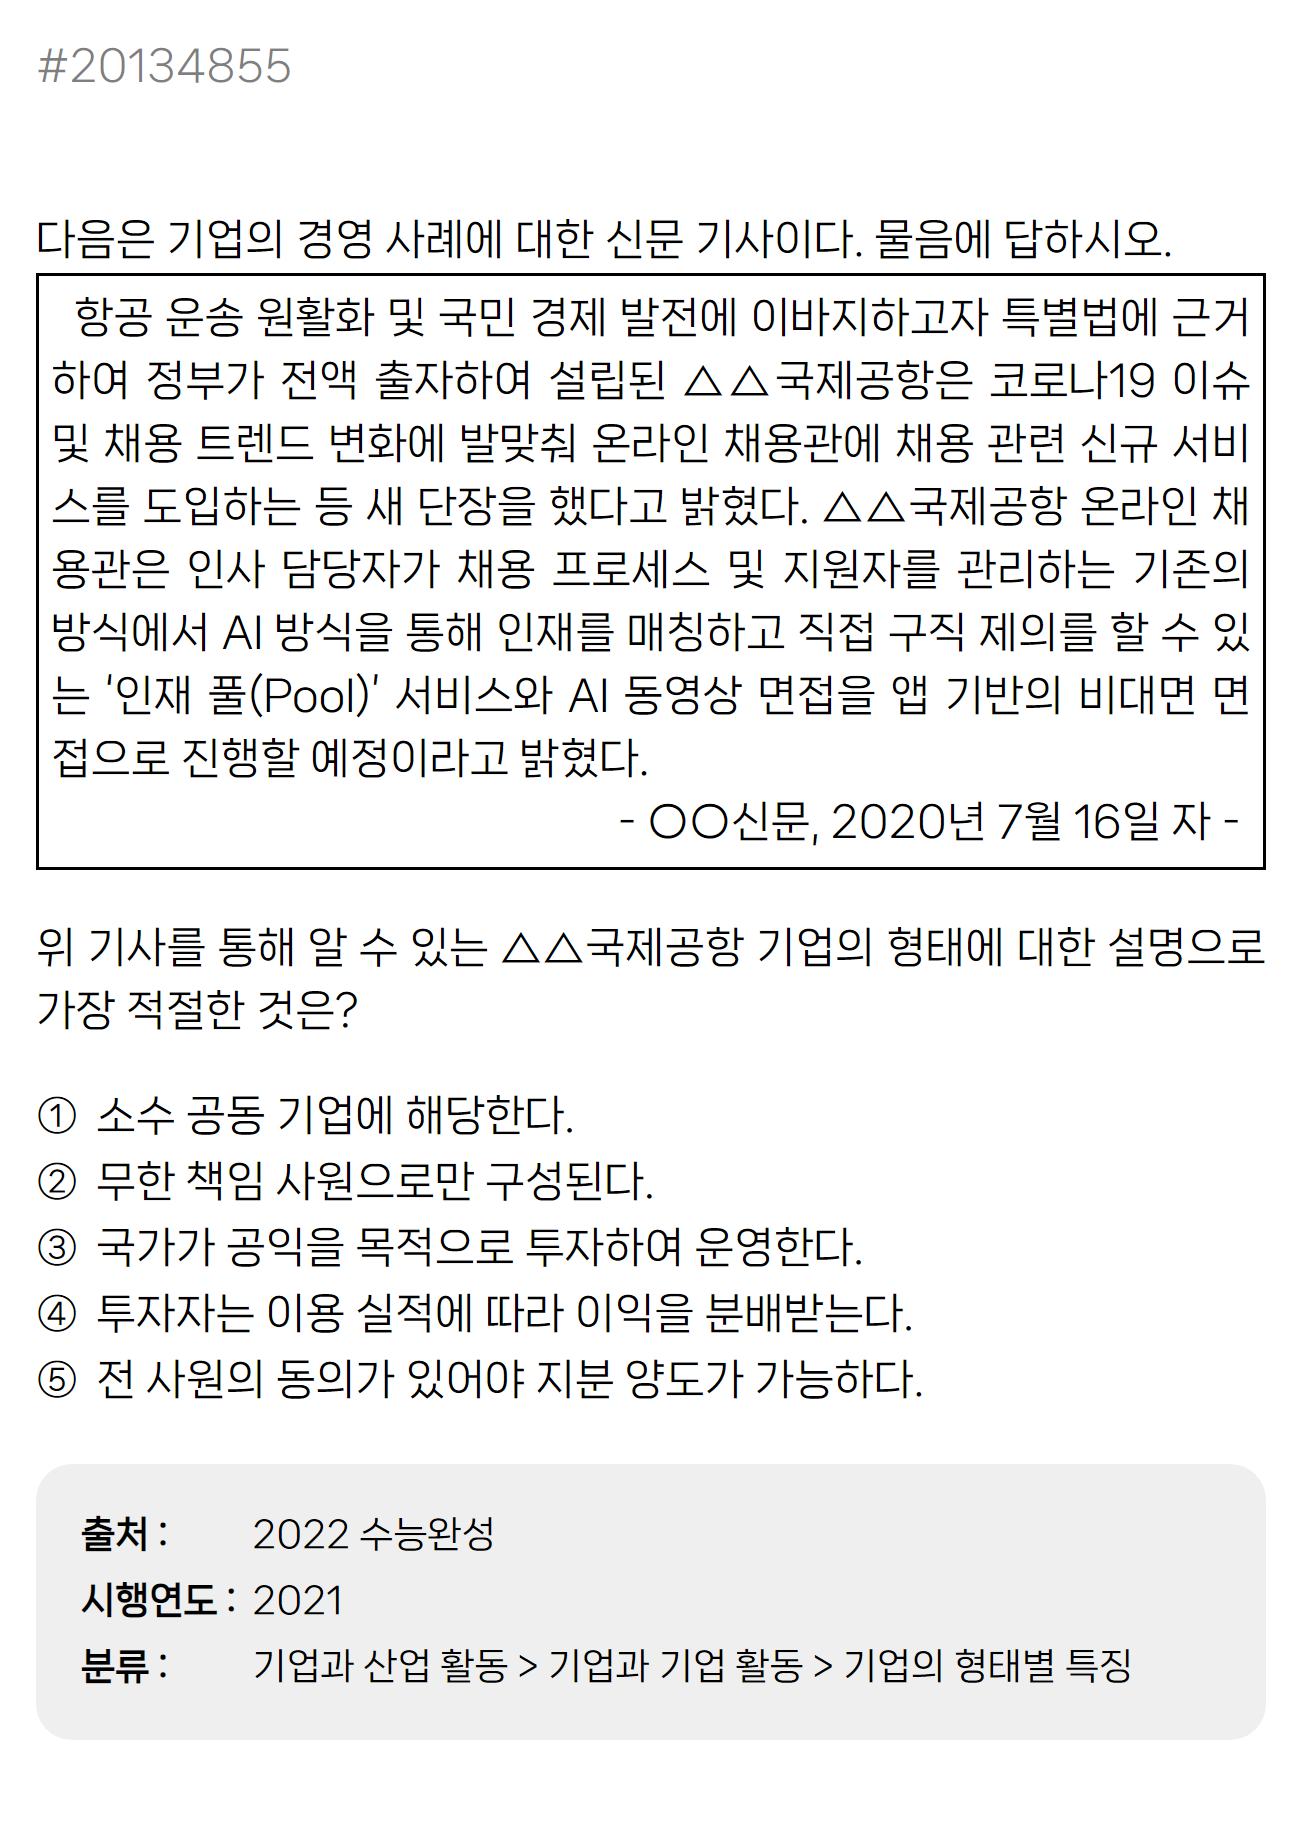 #20134855
다음은 기업의 경영 사례에 대한 신문 기사이다. 물음에 답하시오.
항공 운송 원활화 및 국민 경제 발전에 이바지하고자 특별법에 근거
하여 정부가 전액 출자하여 설립된 △△국제공항은 코로나19 이슈
및 채용 트렌드 변화에 발맞춰 온라인 채용관에 채용 관련 신규 서비
스를 도입하는 등 새 단장을 했다고 밝혔다. △△국제공항 온라인 채
용관은 인사 담당자가 채용 프로세스 및 지원자를 관리하는 기존의
방식에서 AI 방식을 통해 인재를 매칭하고 직접 구직 제의를 할 수 있
는 ‘인재 풀(Pool)’ 서비스와 AI 동영상 면접을 앱 기반의 비대면 면
접으로 진행할 예정이라고 밝혔다.
- ○○신문, 2020년 7월 16일 자 -
위 기사를 통해 알 수 있는 △△국제공항 기업의 형태에 대한 설명으로
가장 적절한 것은?
① 소수 공동 기업에 해당한다.
② 무한 책임 사원으로만 구성된다.
③ 국가가 공익을 목적으로 투자하여 운영한다.
④ 투자자는 이용 실적에 따라 이익을 분배받는다.
⑤ 전 사원의 동의가 있어야 지분 양도가 가능하다.
출처 : 2022 수능완성
시행연도 : 2021
분류 : 기업과 산업 활동 > 기업과 기업 활동 > 기업의 형태별 특징